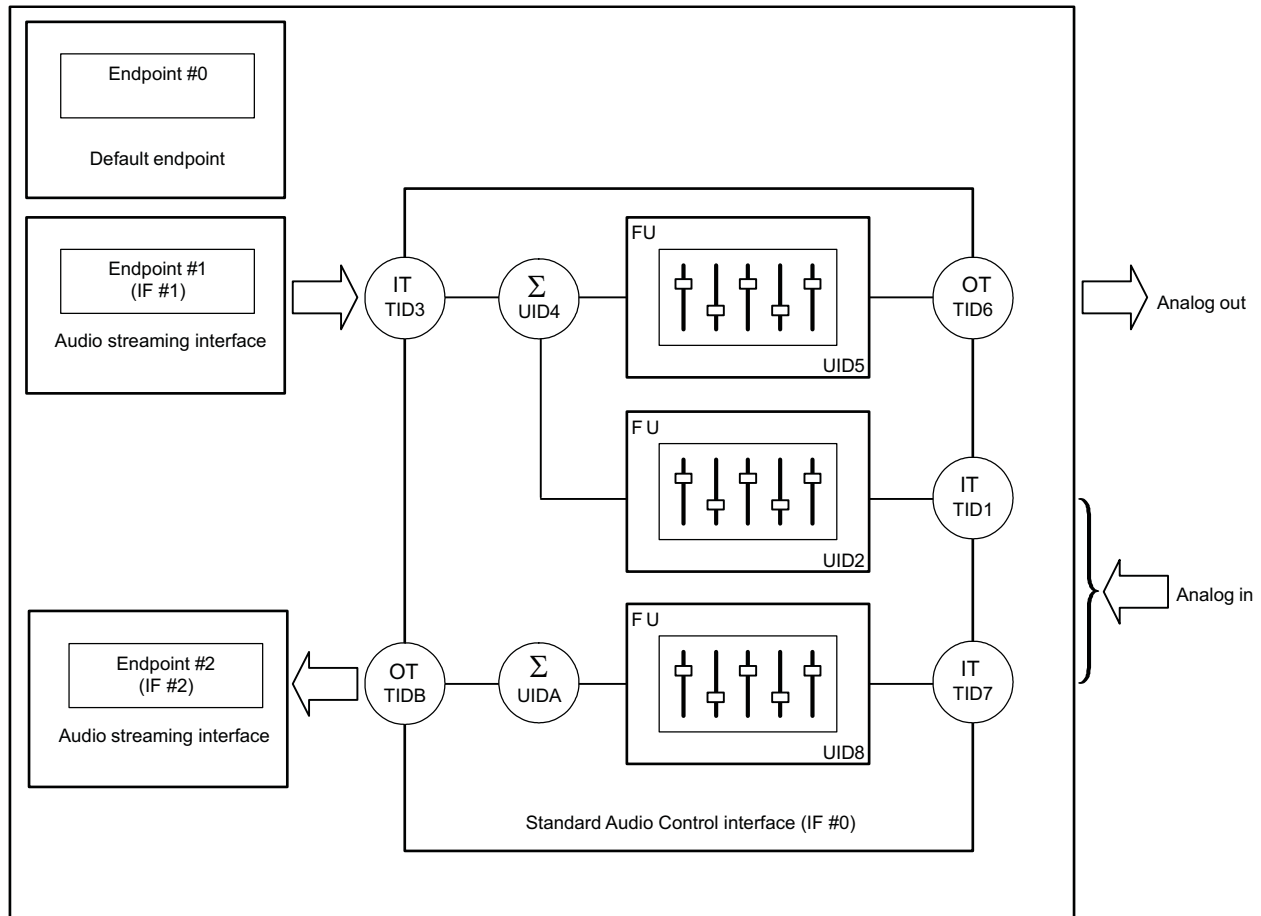 Endpoint #0
Default endpoint
Endpoint #1
(IF #1)
Audio streaming interface
IT
TID3
Σ
UID4
FU
UID5
OT
TID6
Analog out
F U
UID2
IT
TID1
Analog in
Endpoint #2
(IF #2)
Audio streaming interface
OT
TIDB
Σ
UIDA
F U
UID8
IT
TID7
Standard Audio Control interface (IF #0)